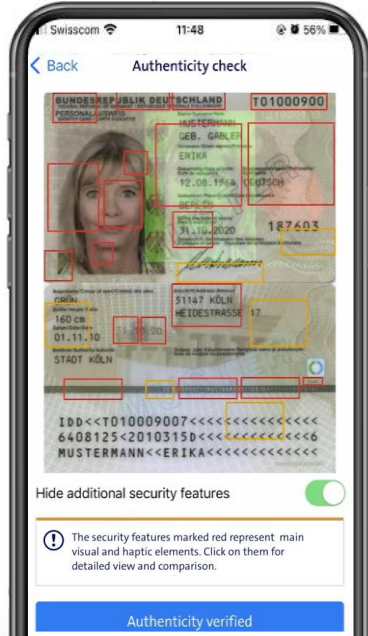 Swisscom 11:48 56%
Back Authenticity check
BUNDESREPUBLIK DEUTSCHLAND T01000900
PERSONALAUSWEIS
MUSTERMANN
GEB. GABLER
ERIKA
12.08.1964 DEUTSCH
BERLIN
31.10.2020 187603
GRÜN 51147 KÖLN
160 cm HEIDESTRASSE 17
01.11.10
STADT KÖLN
IDD<<T010009007<<<<<<<<<<<<<<<
6408125<2010315D<<<<<<<<<<<<<6
MUSTERMANN<<ERIKA<<<<<<<<<<<<<
Hide additional security features
The security features marked red represent main
visual and haptic elements. Click on them for
detailed view and comparison.
Authenticity verified